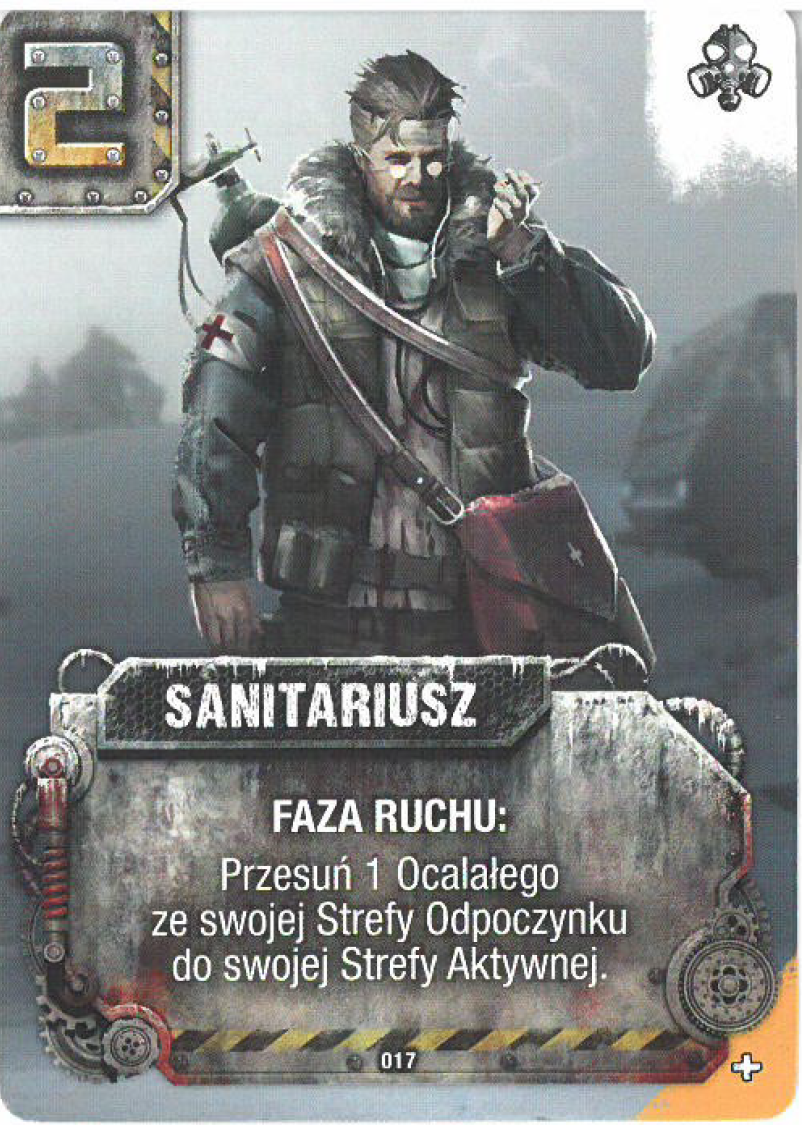 2
SANITARIUSZ
FAZA RUCHU:
Przesuń 1 Ocalałego
ze swojej Strefy Odpoczynku
do swojej Strefy Aktywnej.
017